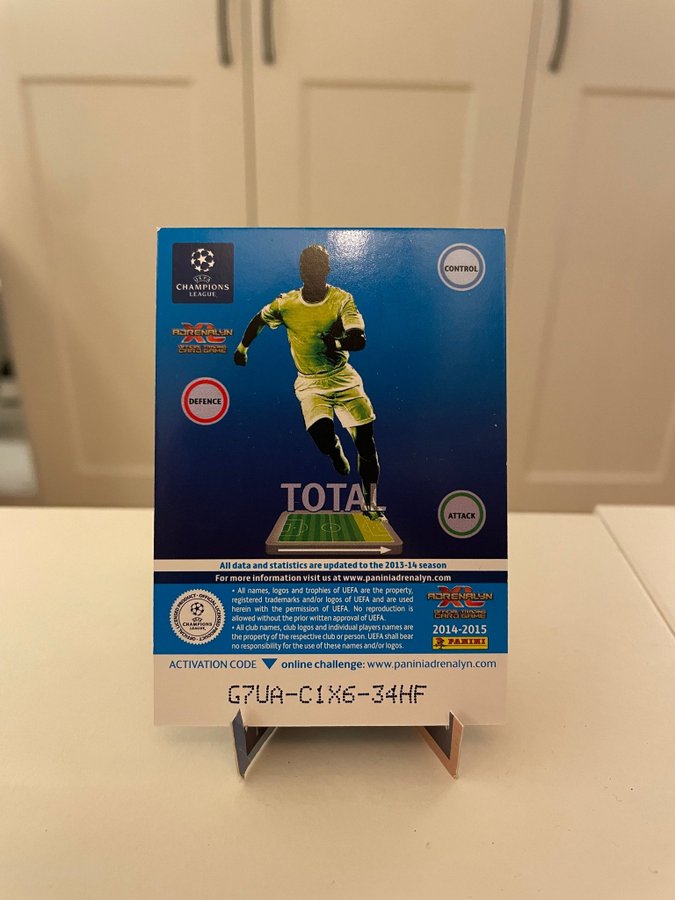 UEFA
CHAMPIONS
LEAGUE
CONTROL
ADRENALYN
XL
OFFICIAL TRADING
CARD GAME
DEFENCE
TOTAL
ATTACK
All data and statistics are updated to the 2013-14 season
For more information visit us at www.paniniadrenalyn.com
• All names, logos and trophies of UEFA are the property,
registered trademarks and/or logos of UEFA and are used
herein with the permission of UEFA. No reproduction is
allowed without the prior written approval of UEFA.
• All club names, club logos and individual players names are
the property of the respective club or person. UEFA shall bear
no responsibility for the use of these names and/or logos.
CHAMPIONS
LEAGUE
ADRENALYN
XL
OFFICIAL TRADING
CARD GAME
2014-2015
PANINI
ACTIVATION CODE online challenge: www.paniniadrenalyn.com
G7UA-C1X6-34HF